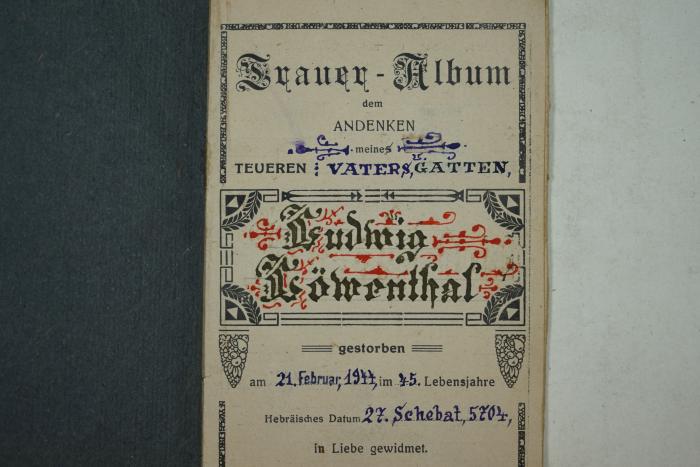 Trauer-Album
dem
ANDENKEN
meines
TEUEREN : VATERS, u. GATTEN,
Ludwig
Löwenthal
gestorben
am 21. Februar, 1944, im 45. Lebensjahre
Hebräisches Datum 27. Schebat, 5704,
in Liebe gewidmet.